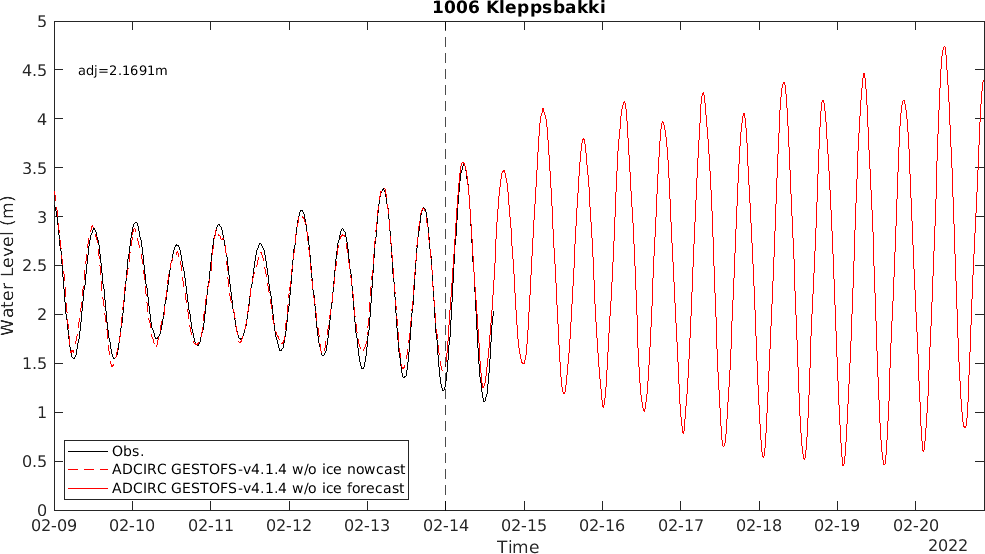 1006 Kleppsbakki
5
4.5
4
3.5
3
2.5
2
1.5
1
0.5
0
Water Level (m)
adj=2.1691m
Obs.
ADCIRC GESTOFS-v4.1.4 w/o ice nowcast
ADCIRC GESTOFS-v4.1.4 w/o ice forecast
02-09 02-10 02-11 02-12 02-13 02-14 02-15 02-16 02-17 02-18 02-19 02-20
2022
Time